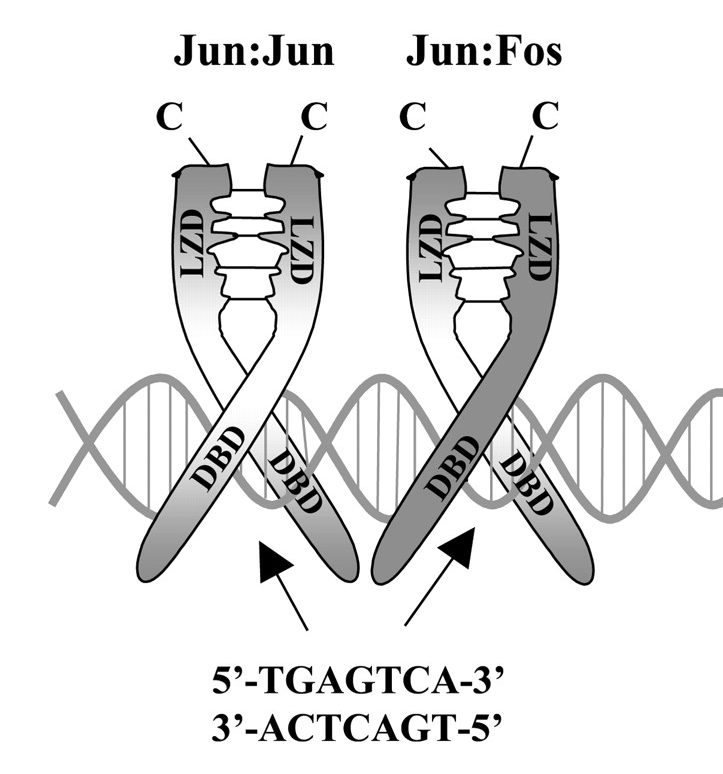 Jun:Jun Jun:Fos
C C C C
LZD LZD LZD LZD
DBD DBD DBD DBD
5’-TGAGTCA-3’
3’-ACTCAGT-5’